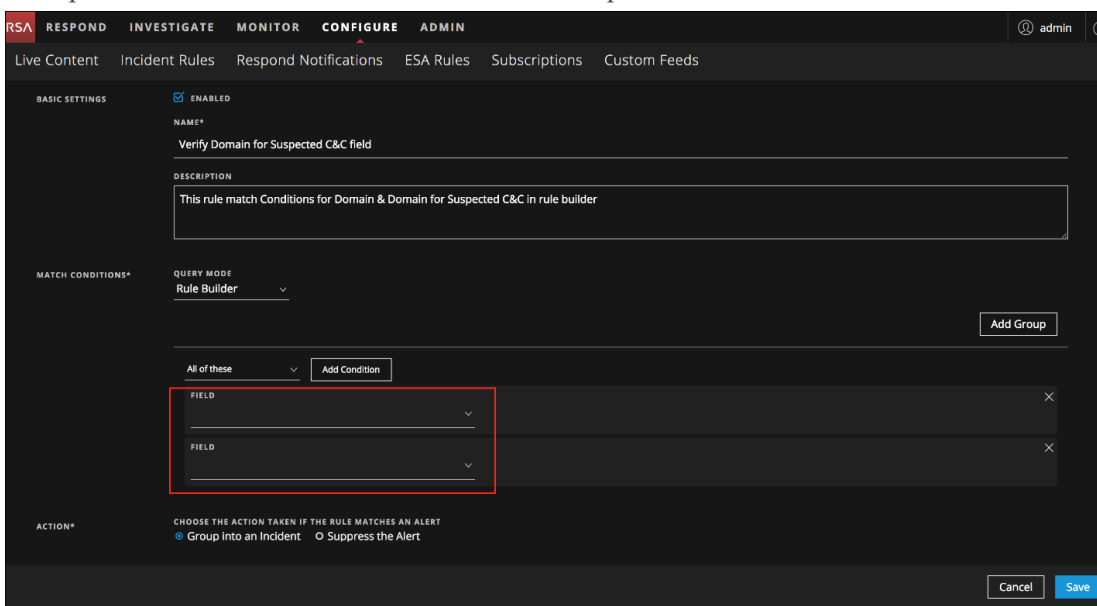 RSA RESPOND INVESTIGATE MONITOR CONFIGURE ADMIN admin
Live Content Incident Rules Respond Notifications ESA Rules Subscriptions Custom Feeds
BASIC SETTINGS ENABLED
NAME*
Verify Domain for Suspected C&C field
DESCRIPTION
This rule match Conditions for Domain & Domain for Suspected C&C in rule builder
MATCH CONDITIONS* QUERY MODE
Rule Builder
Add Group
All of these Add Condition
FIELD
FIELD
ACTION* CHOOSE THE ACTION TAKEN IF THE RULE MATCHES AN ALERT
Group into an Incident Suppress the Alert
Cancel Save